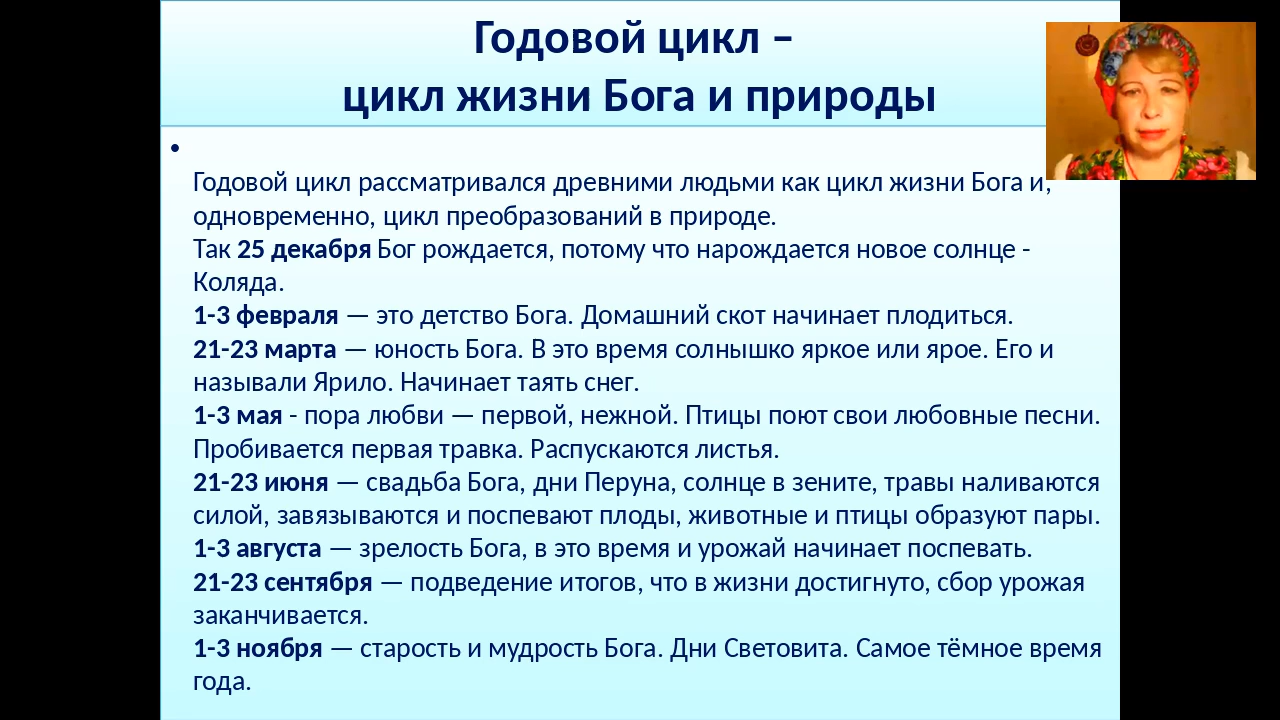 Годовой цикл –
цикл жизни Бога и природы
•
Годовой цикл рассматривался древними людьми как цикл жизни Бога и,
одновременно, цикл преобразований в природе.
Так 25 декабря Бог рождается, потому что нарождается новое солнце -
Коляда.
1-3 февраля — это детство Бога. Домашний скот начинает плодиться.
21-23 марта — юность Бога. В это время солнышко яркое или ярое. Его и
называли Ярило. Начинает таять снег.
1-3 мая - пора любви — первой, нежной. Птицы поют свои любовные песни.
Пробивается первая травка. Распускаются листья.
21-23 июня — свадьба Бога, дни Перуна, солнце в зените, травы наливаются
силой, завязываются и поспевают плоды, животные и птицы образуют пары.
1-3 августа — зрелость Бога, в это время и урожай начинает поспевать.
21-23 сентября — подведение итогов, что в жизни достигнуто, сбор урожая
заканчивается.
1-3 ноября — старость и мудрость Бога. Дни Световита. Самое тёмное время
года.